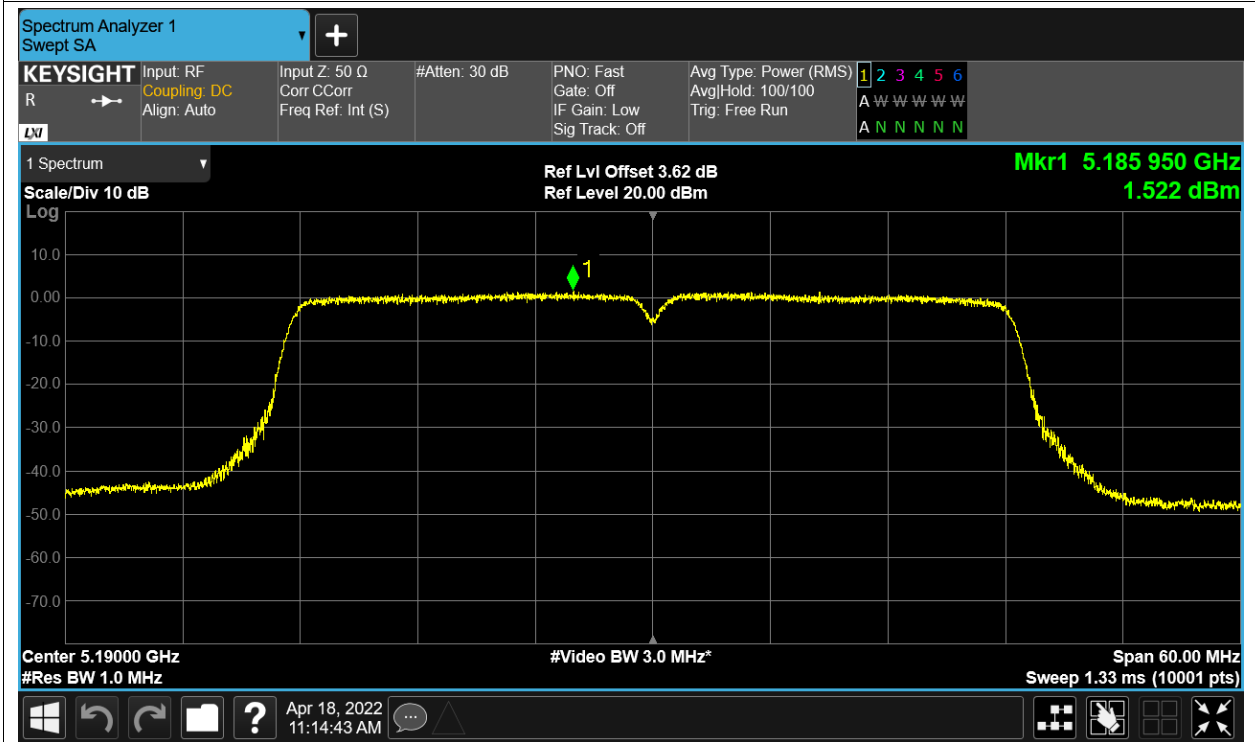 Spectrum Analyzer 1
Swept SA
+
KEYSIGHT
R
LXI
Input: RF
Coupling: DC
Align: Auto
Input Z: 50 Ω
Corr CCorr
Freq Ref: Int (S)
#Atten: 30 dB
PNO: Fast
Gate: Off
IF Gain: Low
Sig Track: Off
Avg Type: Power (RMS)
Avg|Hold: 100/100
Trig: Free Run
1 2 3 4 5 6
A W W W W W
A N N N N N
1 Spectrum
Scale/Div 10 dB
Log
Ref Lvl Offset 3.62 dB
Ref Level 20.00 dBm
Mkr1 5.185 950 GHz
1.522 dBm
10.0
0.00
-10.0
-20.0
-30.0
-40.0
-50.0
-60.0
-70.0
1
Center 5.19000 GHz
#Res BW 1.0 MHz
#Video BW 3.0 MHz*
Span 60.00 MHz
Sweep 1.33 ms (10001 pts)
?
Apr 18, 2022
11:14:43 AM